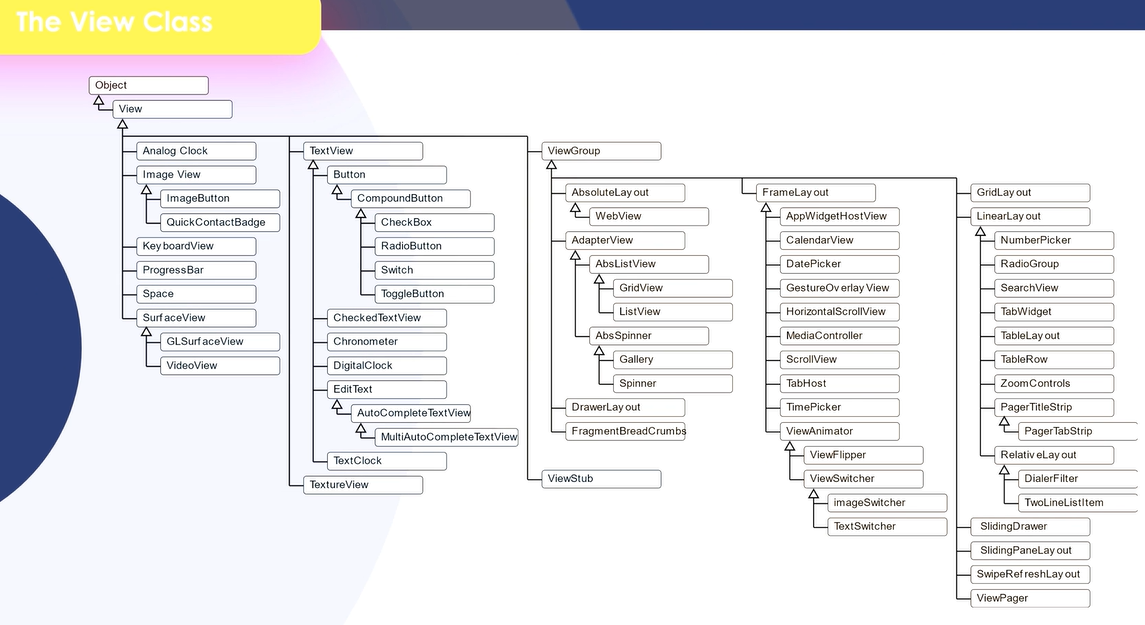 The View Class
Object
View
Analog Clock
Image View
ImageButton
QuickContactBadge
KeyboardView
ProgressBar
Space
SurfaceView
GLSurfaceView
VideoView
TextView
Button
CompoundButton
CheckBox
RadioButton
Switch
ToggleButton
CheckedTextView
Chronometer
DigitalClock
EditText
AutoCompleteTextView
MultiAutoCompleteTextView
TextClock
TextureView
ViewGroup
AbsoluteLayout
WebView
AdapterView
AbsListView
GridView
ListView
AbsSpinner
Gallery
Spinner
DrawerLayout
FragmentBreadCrumbs
ViewStub
FrameLayout
AppWidgetHostView
CalendarView
DatePicker
GestureOverlayView
HorizontalScrollView
MediaController
ScrollView
TabHost
TimePicker
ViewAnimator
ViewFlipper
ViewSwitcher
imageSwitcher
TextSwitcher
GridLayout
LinearLayout
NumberPicker
RadioGroup
SearchView
TabWidget
TableLayout
TableRow
ZoomControls
PagerTitleStrip
PagerTabStrip
RelativeLayout
DialerFilter
TwoLineListItem
SlidingDrawer
SlidingPaneLayout
SwipeRefreshLayout
ViewPager